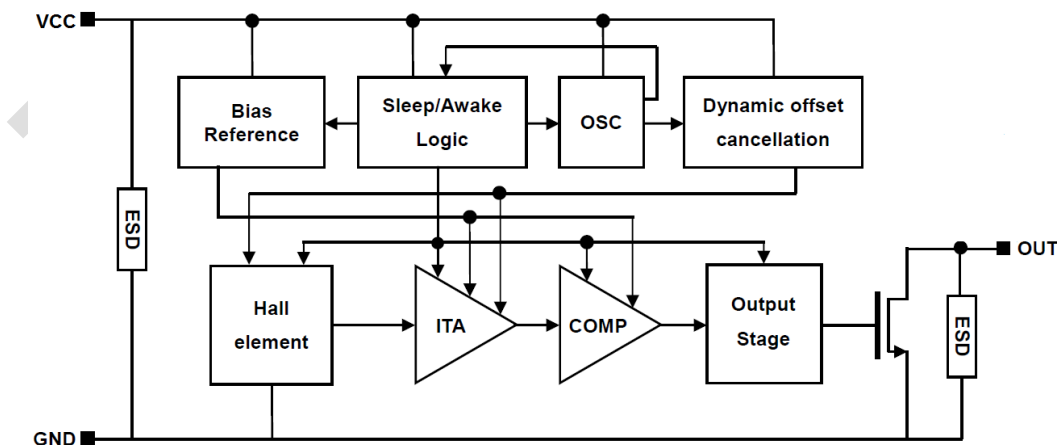 VCC
Bias
Reference
Sleep/Awake
Logic
OSC
Dynamic offset
cancellation
ESD
Hall
element
ITA
COMP
Output
Stage
OUT
ESD
GND